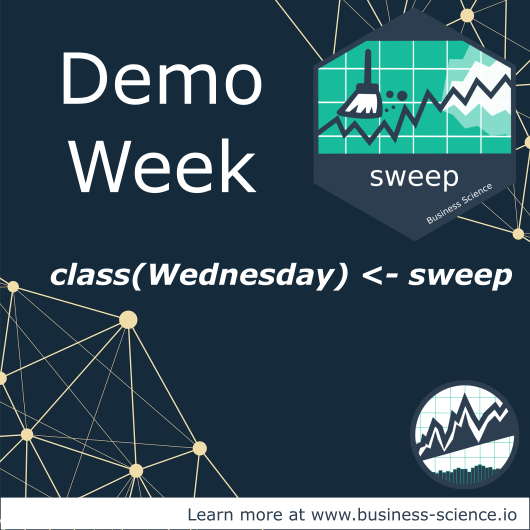 Demo
Week
sweep
Business Science
class(Wednesday) <- sweep
Learn more at www.business-science.io